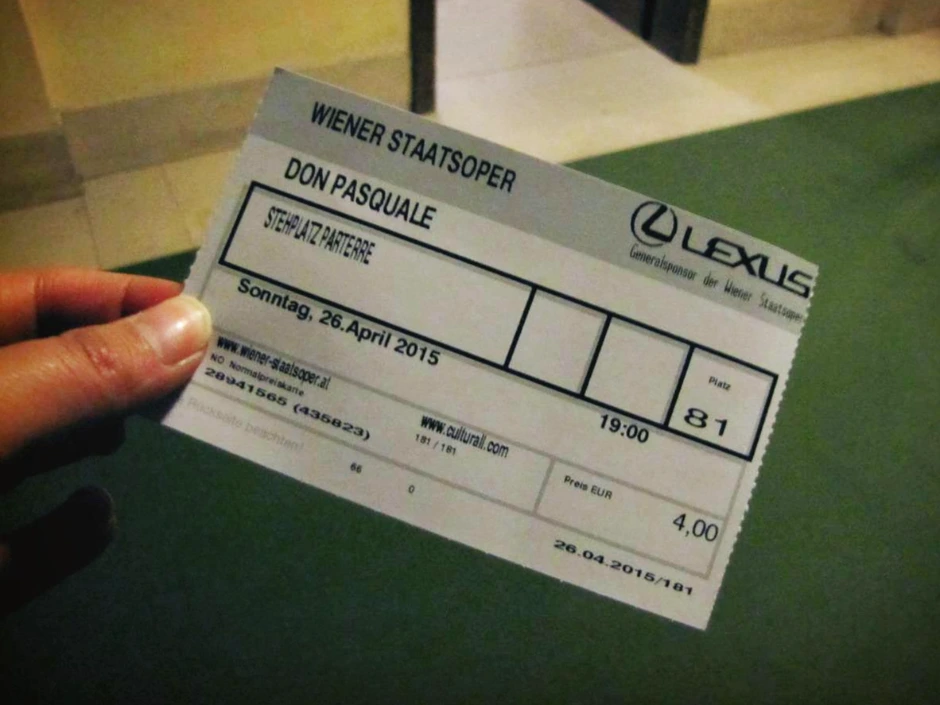 WIENER STAATSOPER
LEXUS
Generalsponsor der Wiener Staatsoper
DON PASQUALE
STEHPLATZ PARTERRE
Platz
81
Sonntag, 26.April 2015
19:00
www.wiener-staatsoper.at
NO Normalpreiskarte
28941565 (435823)
www.culturall.com
181 / 181
Preis EUR
4,00
Rückseite beachten!
66
0
26.04.2015/181